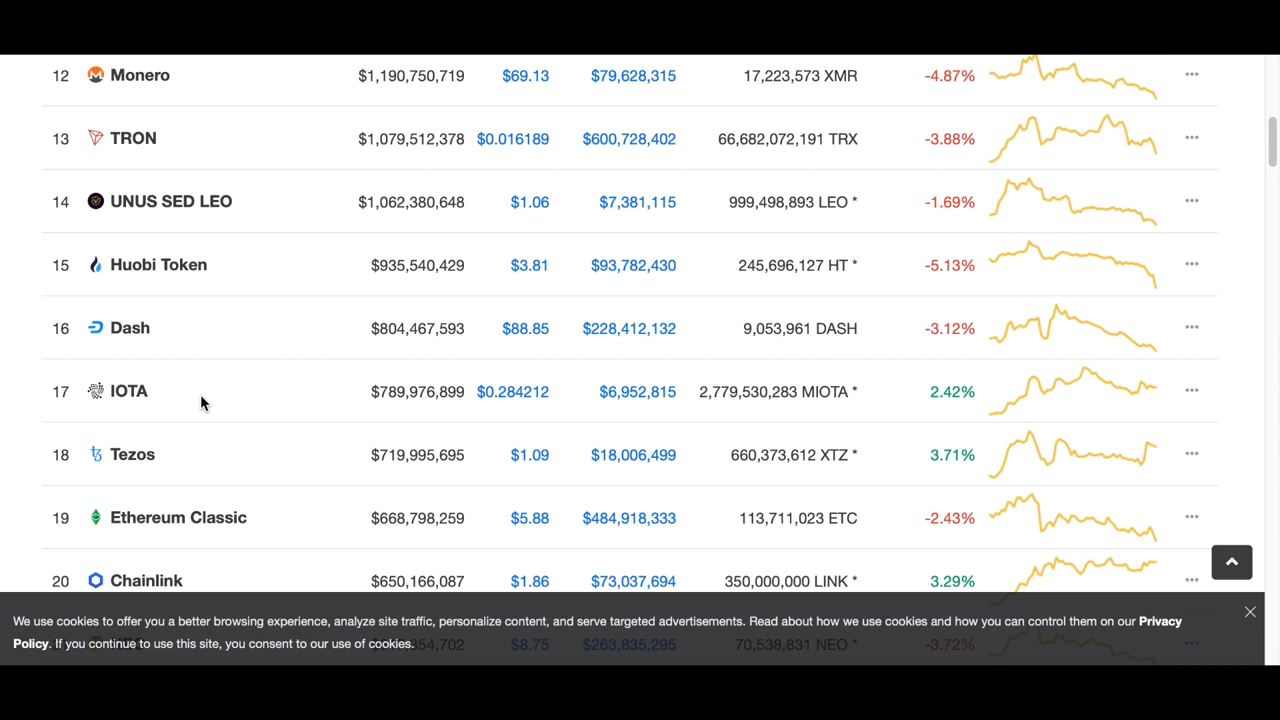 12 Monero $1,190,750,719 $69.13 $79,628,315 17,223,573 XMR -4.87% ...
13 TRON $1,079,512,378 $0.016189 $600,728,402 66,682,072,191 TRX -3.88% ...
14 UNUS SED LEO $1,062,380,648 $1.06 $7,381,115 999,498,893 LEO * -1.69% ...
15 Huobi Token $935,540,429 $3.81 $93,782,430 245,696,127 HT * -5.13% ...
16 Dash $804,467,593 $88.85 $228,412,132 9,053,961 DASH -3.12% ...
17 IOTA $789,976,899 $0.284212 $6,952,815 2,779,530,283 MIOTA * 2.42% ...
18 Tezos $719,995,695 $1.09 $18,006,499 660,373,612 XTZ * 3.71% ...
19 Ethereum Classic $668,798,259 $5.88 $484,918,333 113,711,023 ETC -2.43% ...
20 Chainlink $650,166,087 $1.86 $73,037,694 350,000,000 LINK * 3.29% ...
We use cookies to offer you a better browsing experience, analyze site traffic, personalize content, and serve targeted advertisements. Read about how we use cookies and how you can control them on our Privacy
Policy. If you continue to use this site, you consent to our use of cookies.
$8.75 $263,835,295 70,538,831 NEO * -3.72% ...